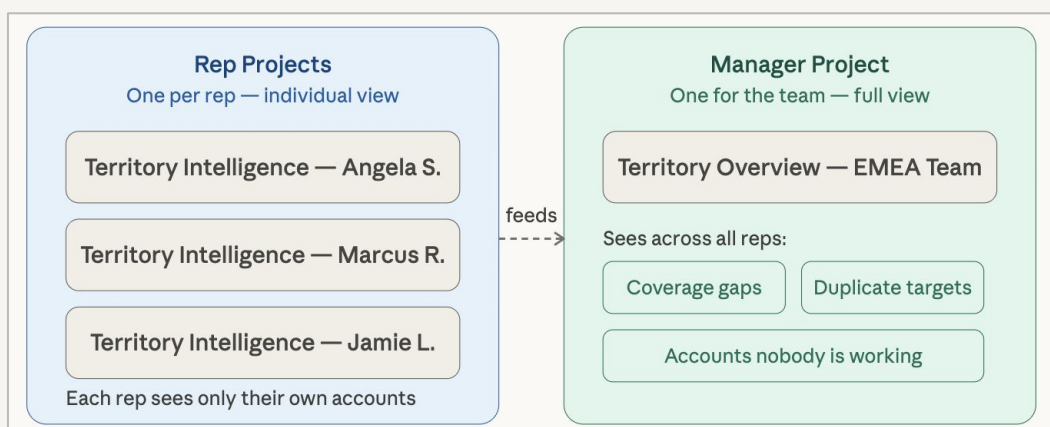 Rep Projects
One per rep — individual view
Territory Intelligence — Angela S.
Territory Intelligence — Marcus R.
Territory Intelligence — Jamie L.
Each rep sees only their own accounts
feeds
Manager Project
One for the team — full view
Territory Overview — EMEA Team
Sees across all reps:
Coverage gaps
Duplicate targets
Accounts nobody is working